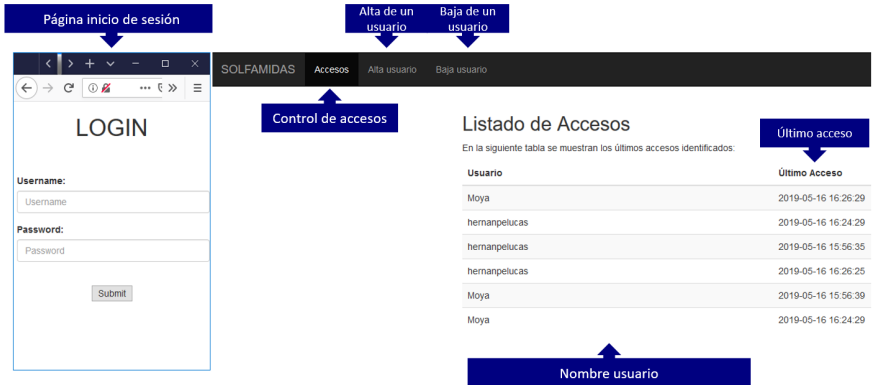 Página inicio de sesión
Alta de un usuario
Baja de un usuario
SOLFAMIDAS Accesos Alta usuario Baja usuario
Control de accesos
LOGIN
Username:
Username
Password:
Password
Submit
Listado de Accesos
Último acceso
En la siguiente tabla se muestran los últimos accesos identificados:
Usuario Último Acceso
Moya 2019-05-16 16:26:29
hernanpelucas 2019-05-16 16:24:29
hernanpelucas 2019-05-16 15:56:35
hernanpelucas 2019-05-16 16:26:25
Moya 2019-05-16 15:56:39
Moya 2019-05-16 16:24:29
Nombre usuario